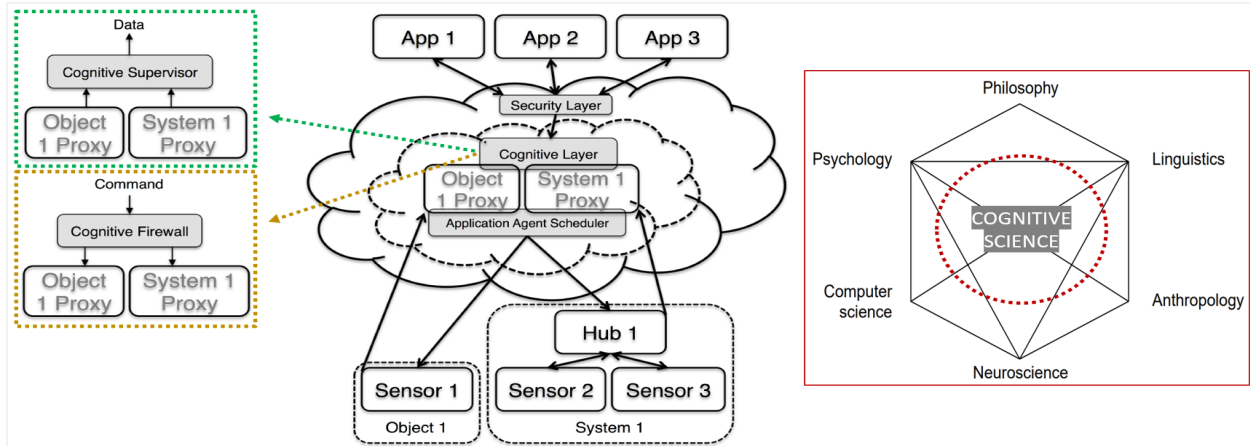 Data
Cognitive Supervisor
Object
1 Proxy
System 1
Proxy
Command
Cognitive Firewall
Object
1 Proxy
System 1
Proxy
App 1
App 2
App 3
Security Layer
Cognitive Layer
Object
1 Proxy
System 1
Proxy
Application Agent Scheduler
Hub 1
Sensor 1
Sensor 2
Sensor 3
Object 1
System 1
Philosophy
Psychology
Linguistics
COGNITIVE
SCIENCE
Computer
science
Anthropology
Neuroscience